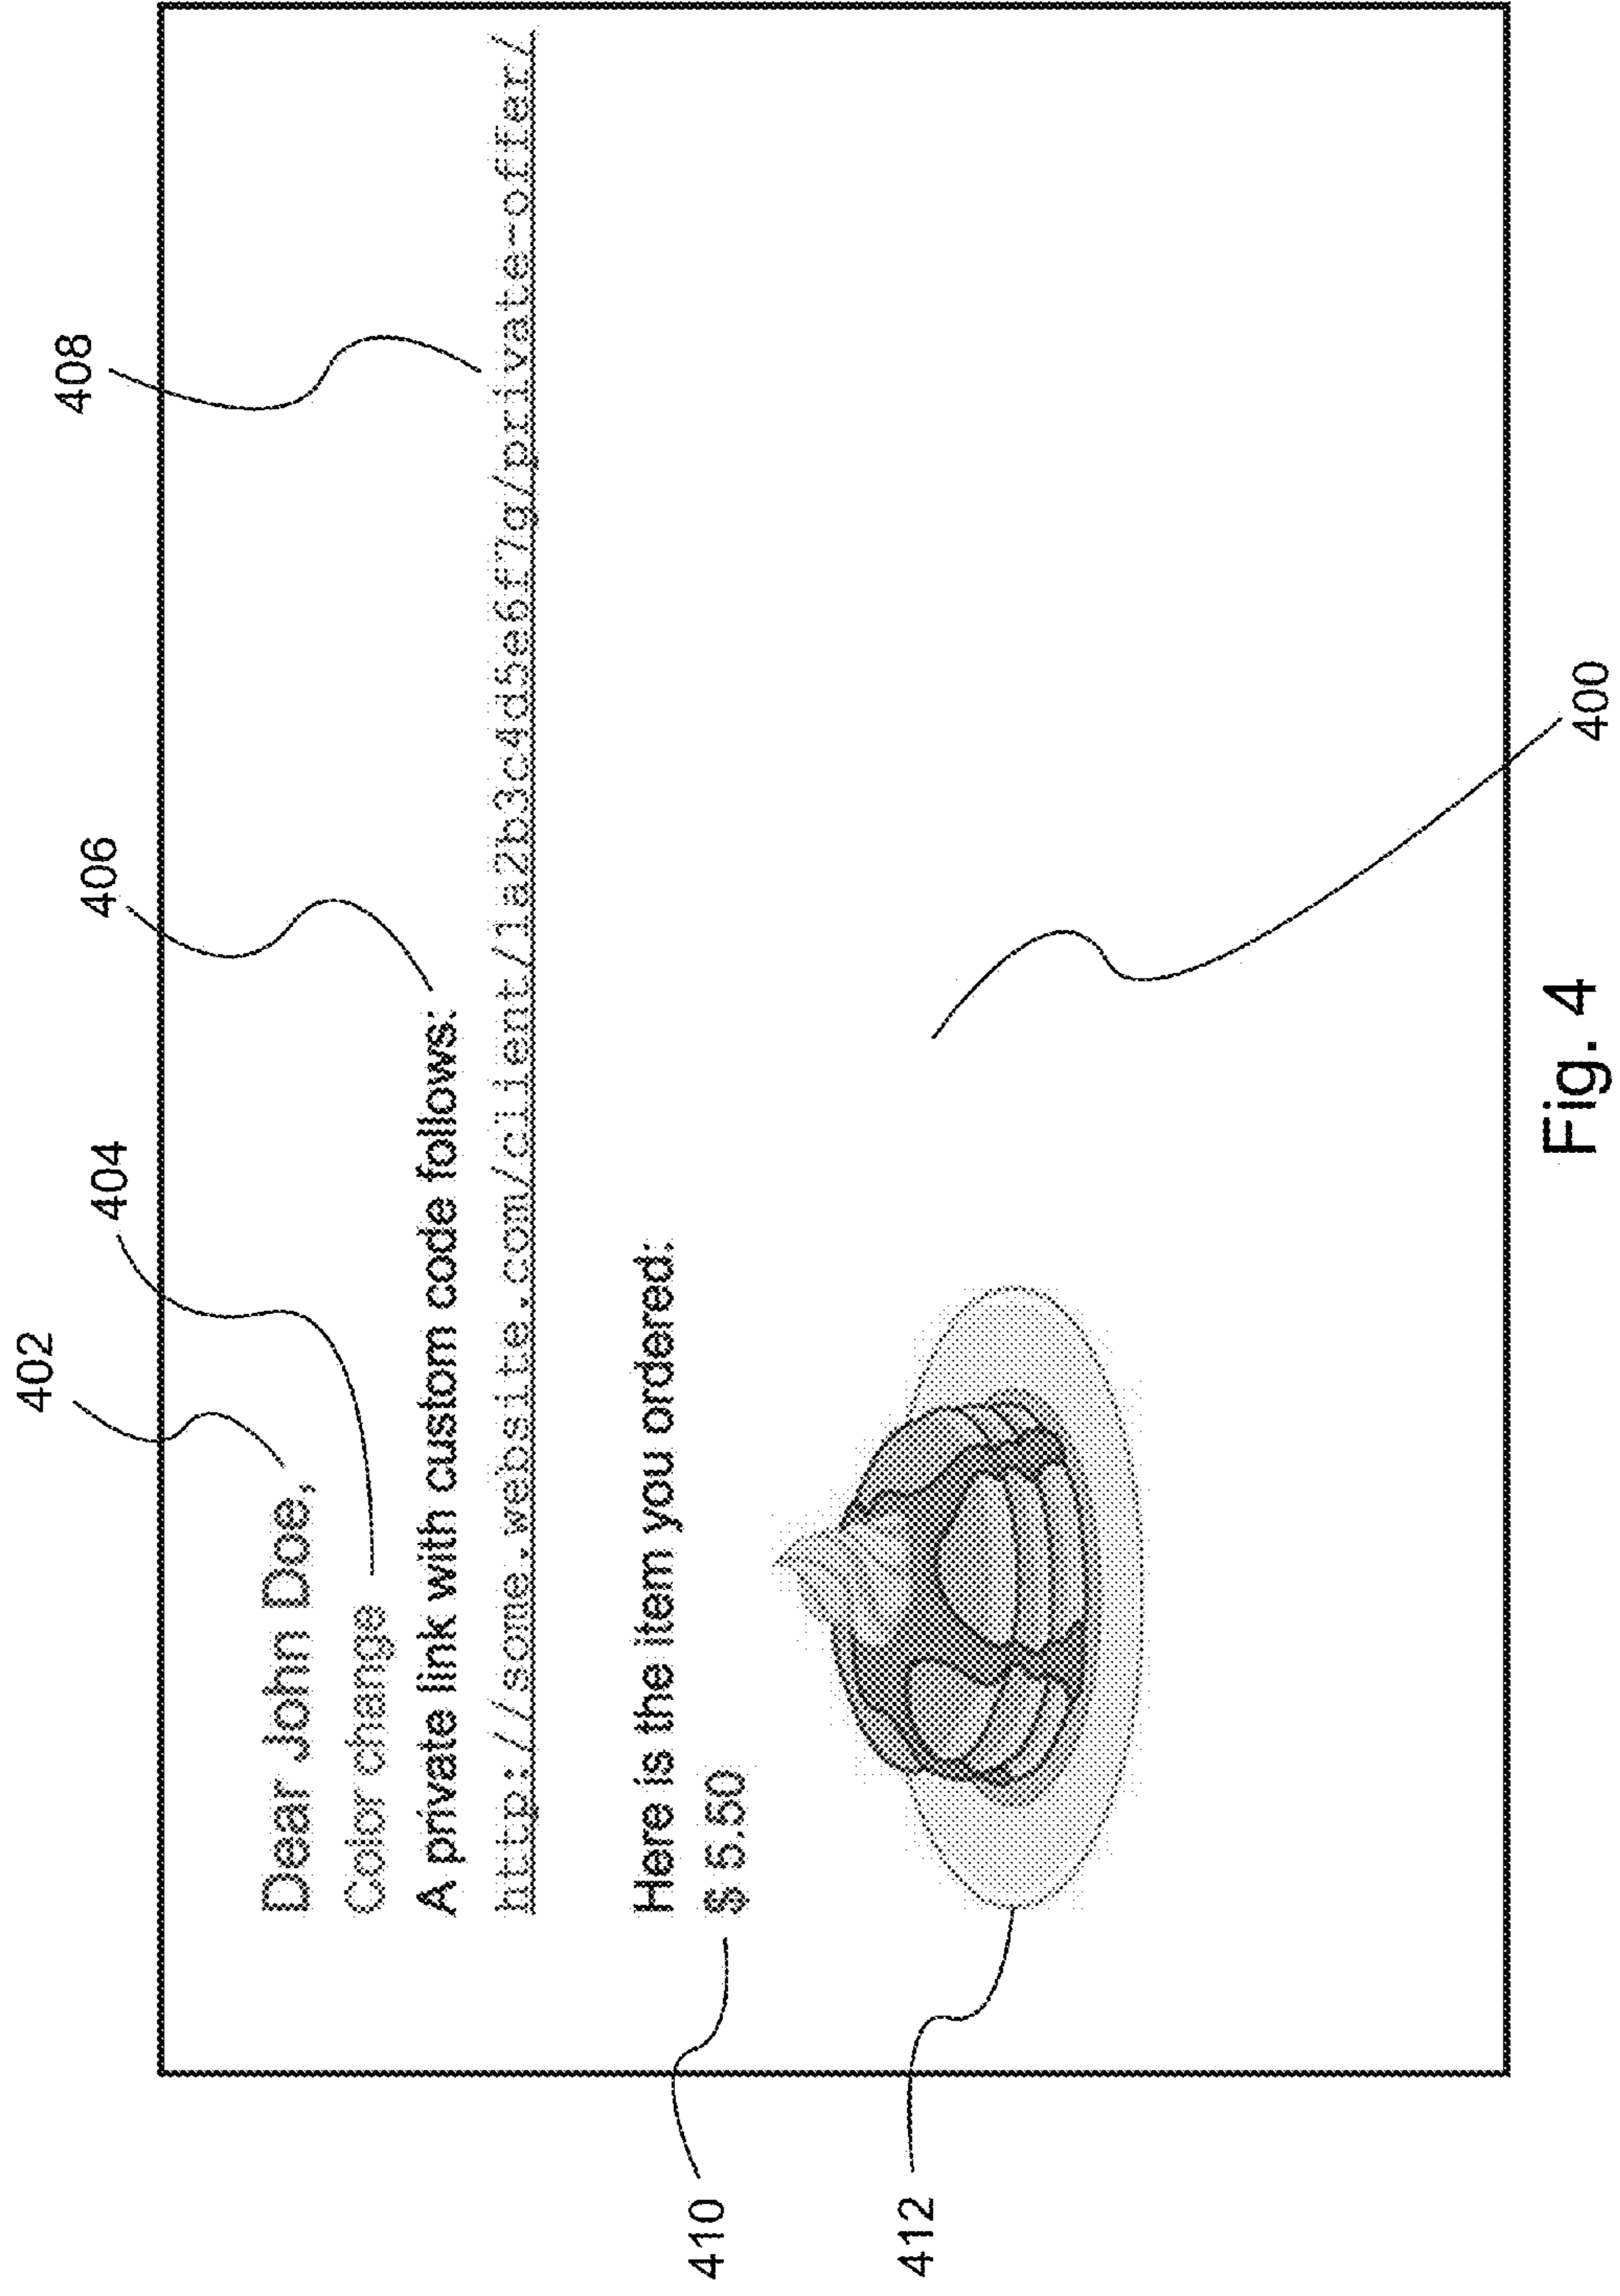 402
404
406
408
Dear John Doe,
Color change
A private link with custom code follows:
http://some.website.com/client/1a2b3c4d5e6f7g/private-offer/
Here is the item you ordered:
410
$ 5.50
412
400
Fig. 4